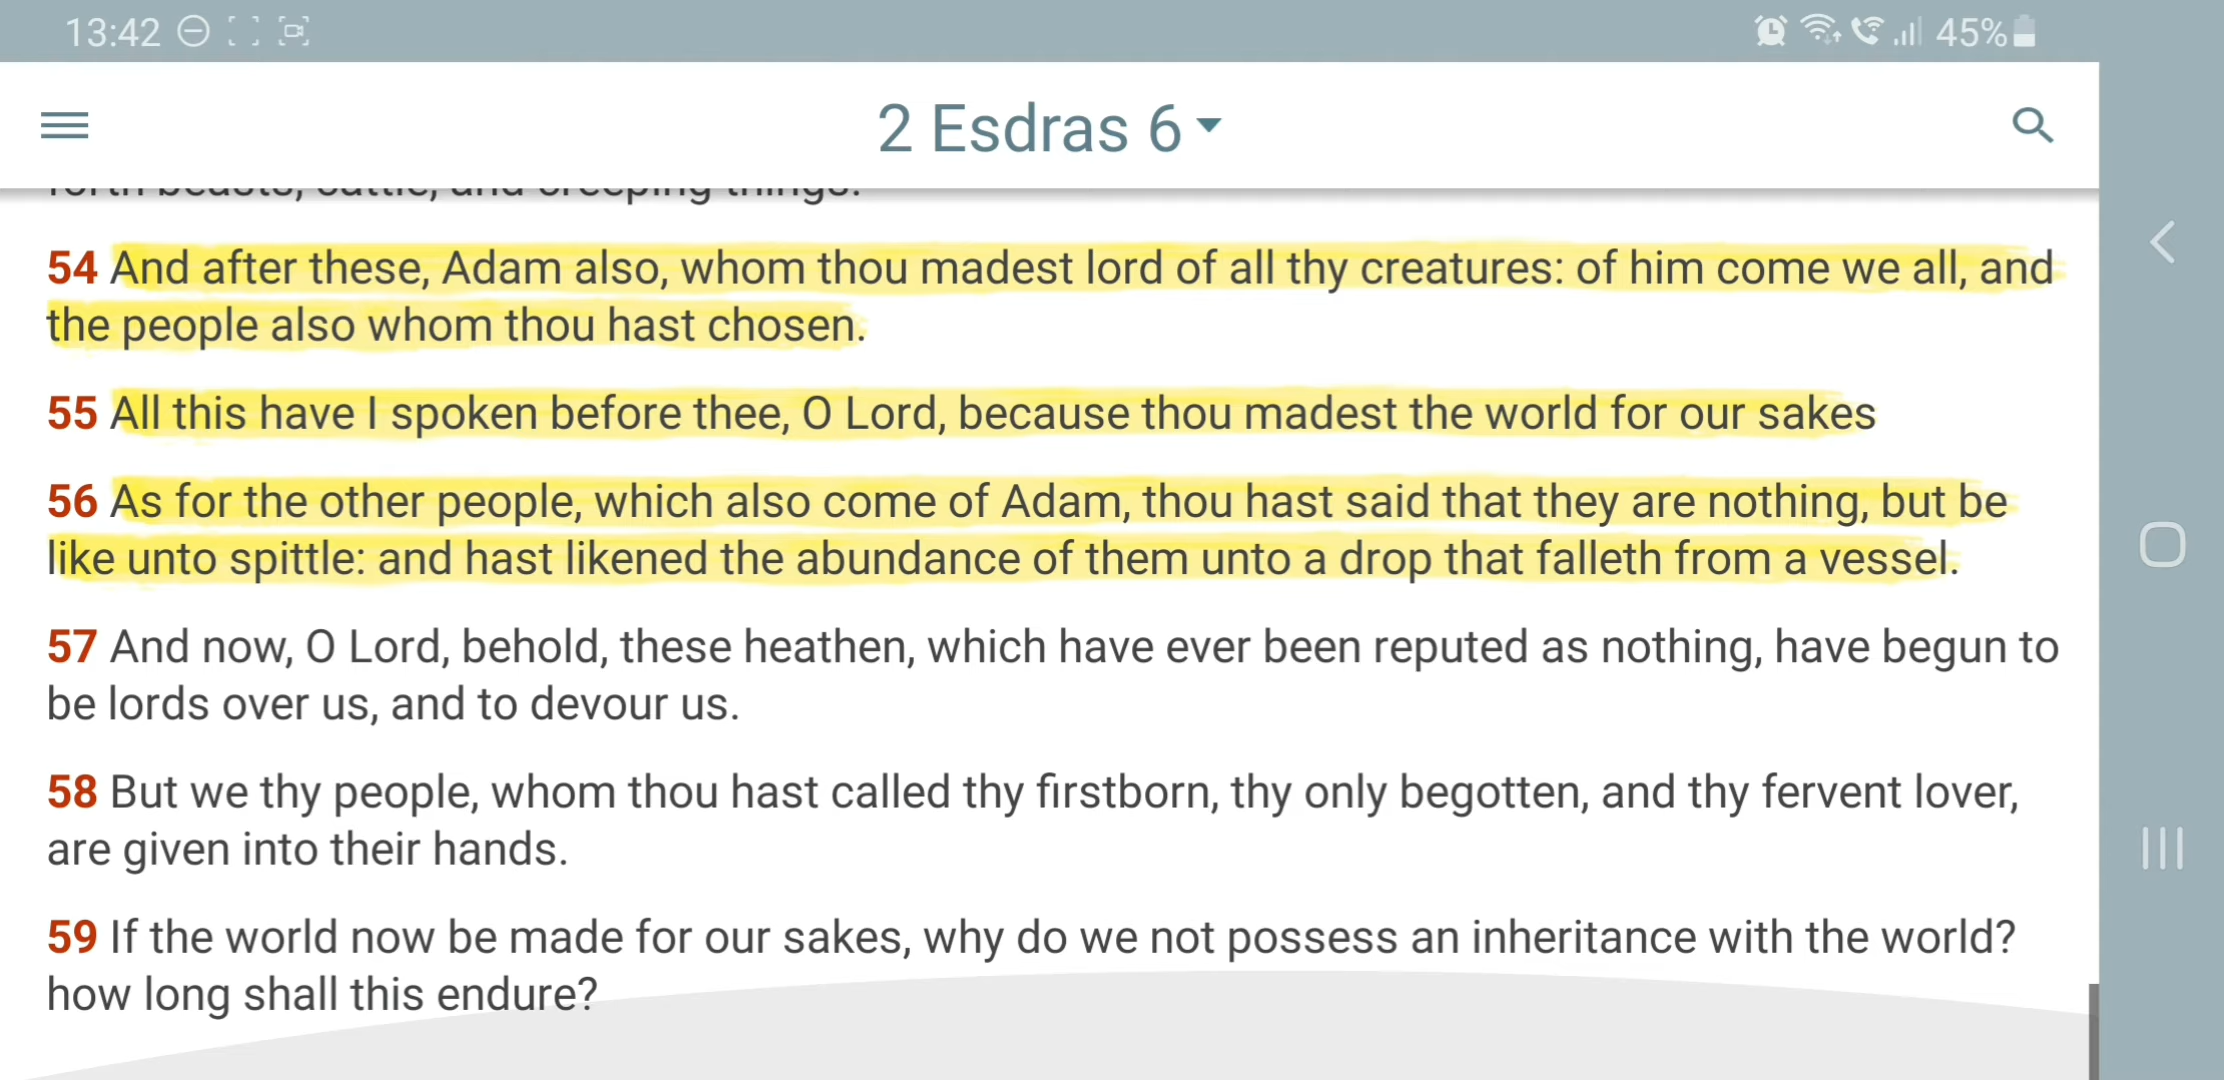 13:42 45%
2 Esdras 6
forth beasts, cattle, and creeping things.
54 And after these, Adam also, whom thou madest lord of all thy creatures: of him come we all, and
the people also whom thou hast chosen.
55 All this have I spoken before thee, O Lord, because thou madest the world for our sakes
56 As for the other people, which also come of Adam, thou hast said that they are nothing, but be
like unto spittle: and hast likened the abundance of them unto a drop that falleth from a vessel.
57 And now, O Lord, behold, these heathen, which have ever been reputed as nothing, have begun to
be lords over us, and to devour us.
58 But we thy people, whom thou hast called thy firstborn, thy only begotten, and thy fervent lover,
are given into their hands.
59 If the world now be made for our sakes, why do we not possess an inheritance with the world?
how long shall this endure?